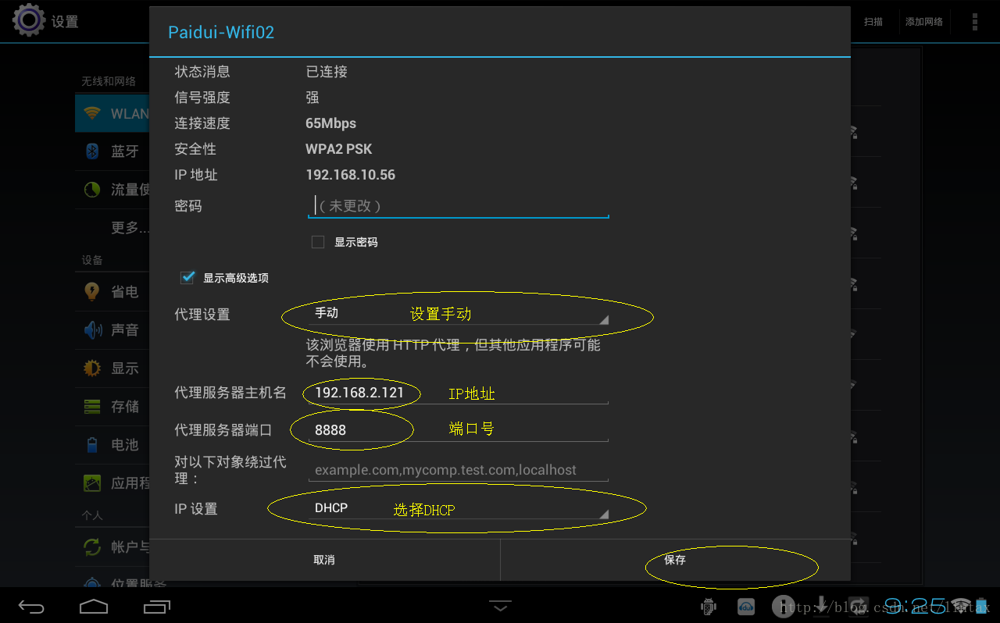 设置
扫描
添加网络
Paidui-Wifi02
状态消息 已连接
信号强度 强
连接速度 65Mbps
安全性 WPA2 PSK
IP 地址 192.168.10.56
密码 （未更改）
显示密码
显示高级选项
代理设置 手动 设置手动
该浏览器使用 HTTP 代理，但其他应用程序可能
不会使用。
代理服务器主机名 192.168.2.121 IP地址
代理服务器端口 8888 端口号
对以下对象绕过代
理： example.com,mycomp.test.com,localhost
IP 设置 DHCP 选择DHCP
取消 保存
无线和网络
WLAN
蓝牙
流量使
更多...
设备
省电
声音
显示
存储
电池
应用程
个人
帐户与
位置服务
9:25
http://blog.csdn.net/lintax